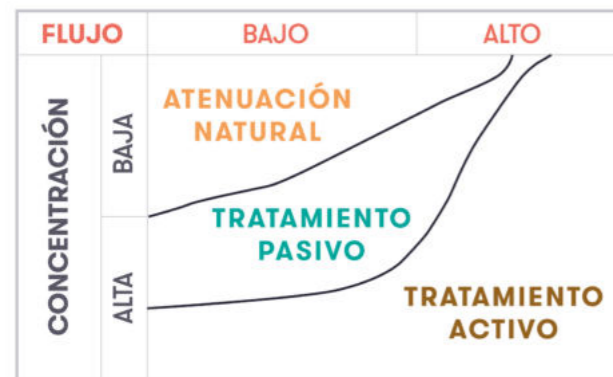 FLUJO
BAJO
ALTO
CONCENTRACIÓN
BAJA
ALTA
ATENUACIÓN
NATURAL
TRATAMIENTO
PASIVO
TRATAMIENTO
ACTIVO